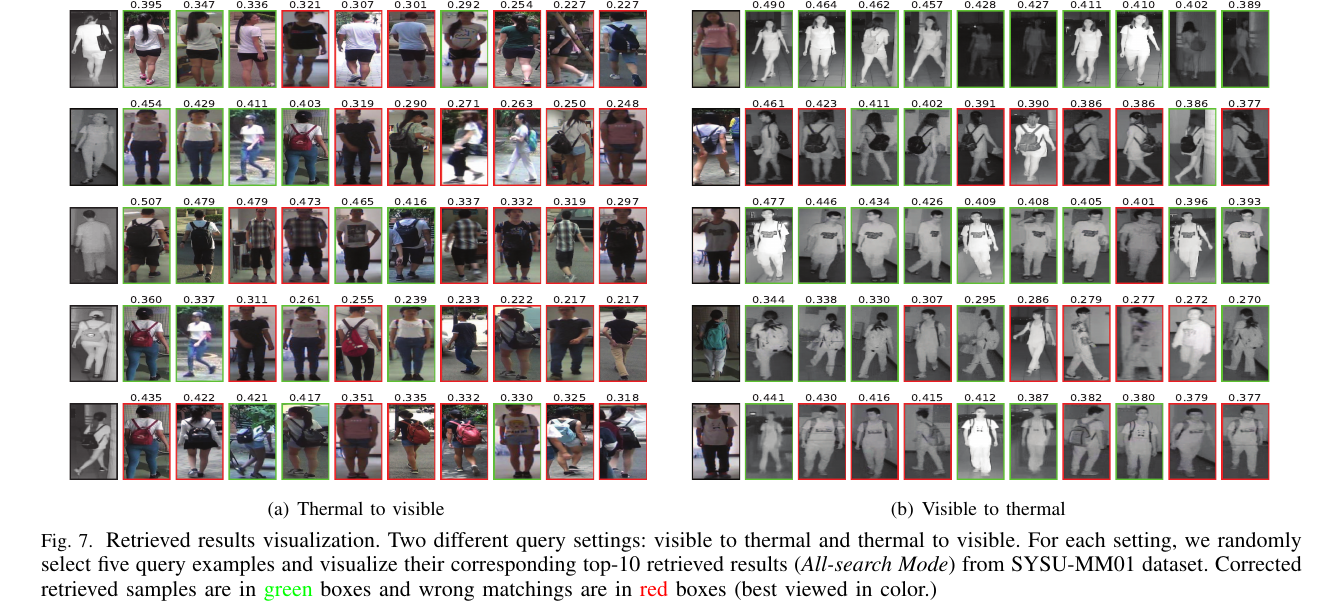 0.395 0.347 0.336 0.321 0.307 0.301 0.292 0.254 0.227 0.227
0.454 0.429 0.411 0.403 0.319 0.290 0.271 0.263 0.250 0.248
0.507 0.479 0.479 0.473 0.465 0.416 0.337 0.332 0.319 0.297
0.360 0.337 0.311 0.261 0.255 0.239 0.233 0.222 0.217 0.217
0.435 0.422 0.421 0.417 0.351 0.335 0.332 0.330 0.325 0.318
(a) Thermal to visible
0.490 0.464 0.462 0.457 0.428 0.427 0.411 0.410 0.402 0.389
0.461 0.423 0.411 0.402 0.391 0.390 0.386 0.386 0.386 0.377
0.477 0.446 0.434 0.426 0.409 0.408 0.405 0.401 0.396 0.393
0.344 0.338 0.330 0.307 0.295 0.286 0.279 0.277 0.272 0.270
0.441 0.430 0.416 0.415 0.412 0.387 0.382 0.380 0.379 0.377
(b) Visible to thermal
Fig. 7. Retrieved results visualization. Two different query settings: visible to thermal and thermal to visible. For each setting, we randomly
select five query examples and visualize their corresponding top-10 retrieved results (All-search Mode) from SYSU-MM01 dataset. Corrected
retrieved samples are in green boxes and wrong matchings are in red boxes (best viewed in color.)